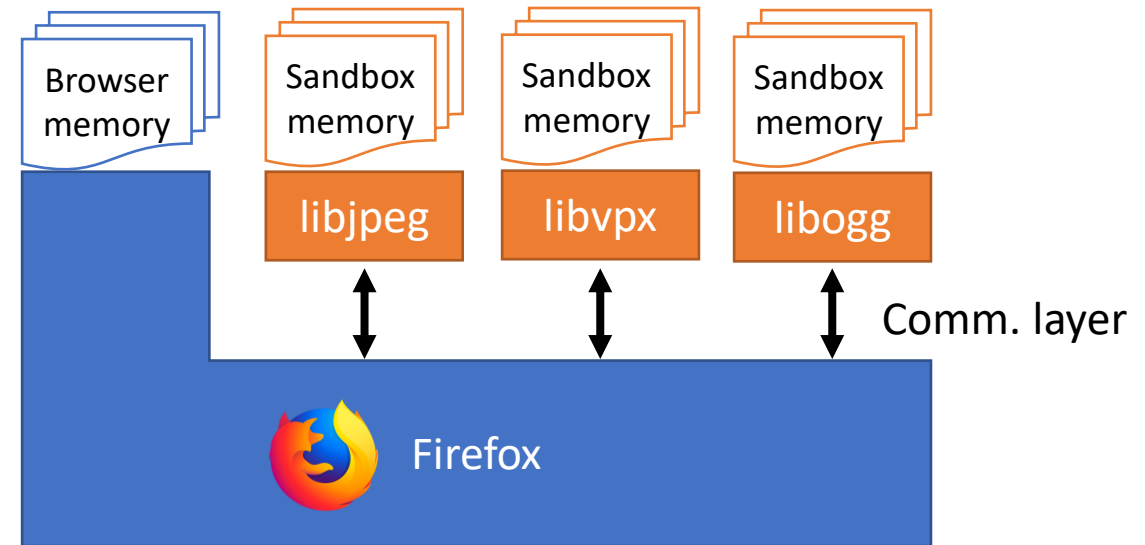 Browser
memory
Sandbox
memory
Sandbox
memory
Sandbox
memory
libjpeg
libvpx
libogg
Comm. layer
Firefox